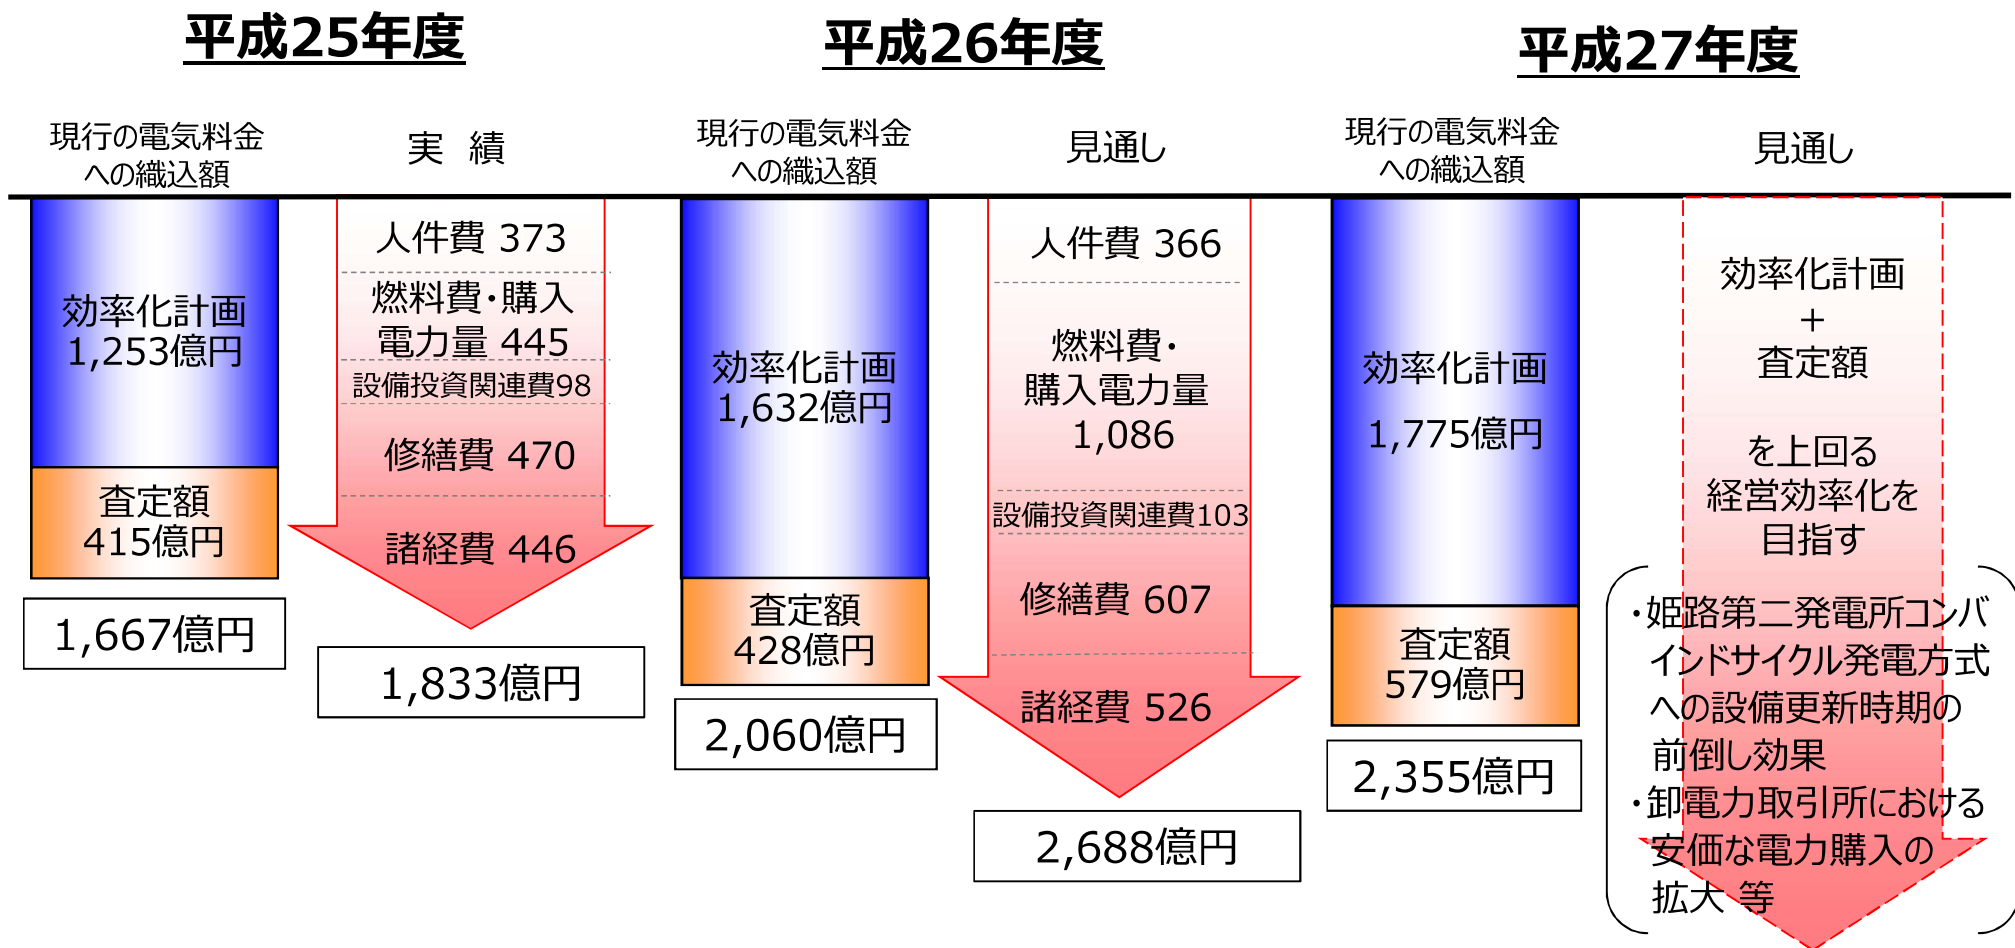 平成25年度
現行の電気料金
への織込額
実 績
効率化計画
1,253億円
査定額
415億円
1,667億円
人件費 373
燃料費・購入
電力量 445
設備投資関連費98
修繕費 470
諸経費 446
1,833億円
平成26年度
現行の電気料金
への織込額
見通し
効率化計画
1,632億円
査定額
428億円
2,060億円
人件費 366
燃料費・
購入電力量
1,086
設備投資関連費103
修繕費 607
諸経費 526
2,688億円
平成27年度
現行の電気料金
への織込額
見通し
効率化計画
1,775億円
査定額
579億円
2,355億円
効率化計画
+
査定額
を上回る
経営効率化を
目指す
・姫路第二発電所コンバ
インドサイクル発電方式
への設備更新時期の
前倒し効果
・卸電力取引所における
安価な電力購入の
拡大 等